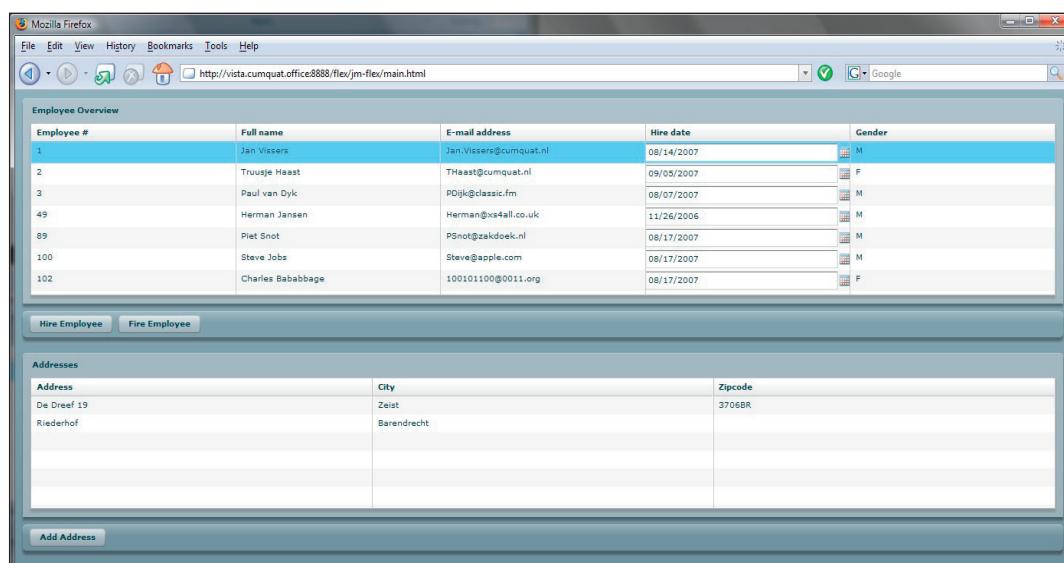 Mozilla Firefox
File Edit View History Bookmarks Tools Help
http://vista.cumquat.office:8888/flex/jm-flex/main.html G Google
Employee Overview
Employee # Full name E-mail address Hire date Gender
1 Jan Vissers Jan.Vissers@cumquat.nl 08/14/2007 M
2 Truusje Haast THaast@cumquat.nl 09/05/2007 F
3 Paul van Dyk PDijk@classic.fm 08/07/2007 M
49 Herman Jansen Herman@xs4all.co.uk 11/26/2006 M
89 Piet Snot PSnot@zakdoek.nl 08/17/2007 M
100 Steve Jobs Steve@apple.com 08/17/2007 M
102 Charles Bababbage 100101100@0011.org 08/17/2007 F
Hire Employee Fire Employee
Addresses
Address City Zipcode
De Dreef 19 Zeist 3706BR
Riederhof Barendrecht
Add Address